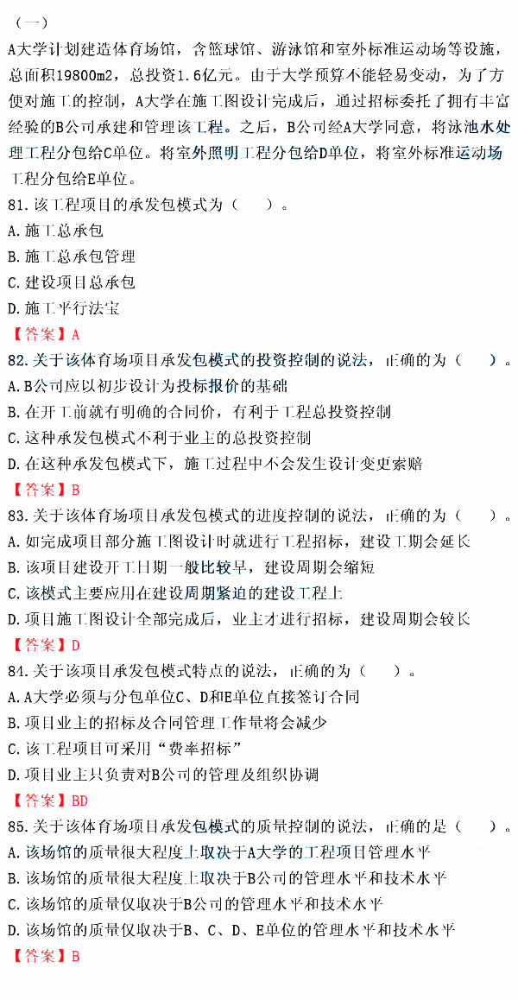 （一）
A大学计划建造体育场馆，含篮球馆、游泳馆和室外标准运动场等设施，
总面积19800m2，总投资1.6亿元。由于大学预算不能轻易变动，为了方
便对施工的控制，A大学在施工图设计完成后，通过招标委托了拥有丰富
经验的B公司承建和管理该工程。之后，B公司经A大学同意，将泳池水处
理工程分包给C单位。将室外照明工程分包给D单位，将室外标准运动场
工程分包给E单位。
81.该工程项目的承发包模式为（　　）。
A.施工总承包
B.施工总承包管理
C.建设项目总承包
D.施工平行法宝
【答案】A
82.关于该体育场项目承发包模式的投资控制的说法，正确的为（　　）。
A.B公司应以初步设计为投标报价的基础
B.在开工前就有明确的合同价，有利于工程总投资控制
C.这种承发包模式不利于业主的总投资控制
D.在这种承发包模式下，施工过程中不会发生设计变更索赔
【答案】B
83.关于该体育场项目承发包模式的进度控制的说法，正确的为（　　）。
A.如完成项目部分施工图设计时就进行工程招标，建设工期会延长
B.该项目建设开工日期一般比较早，建设周期会缩短
C.该模式主要应用在建设周期紧迫的建设工程上
D.项目施工图设计全部完成后，业主才进行招标，建设周期会较长
【答案】D
84.关于该项目承发包模式特点的说法，正确的为（　　）。
A.A大学必须与分包单位C、D和E单位直接签订合同
B.项目业主的招标及合同管理工作量将会减少
C.该工程项目可采用“费率招标”
D.项目业主只负责对B公司的管理及组织协调
【答案】BD
85.关于该体育场项目承发包模式的质量控制的说法，正确的是（　　）。
A.该场馆的质量很大程度上取决于A大学的工程项目管理水平
B.该场馆的质量很大程度上取决于B公司的管理水平和技术水平
C.该场馆的质量仅取决于B公司的管理水平和技术水平
D.该场馆的质量仅取决于B、C、D、E单位的管理水平和技术水平
【答案】B